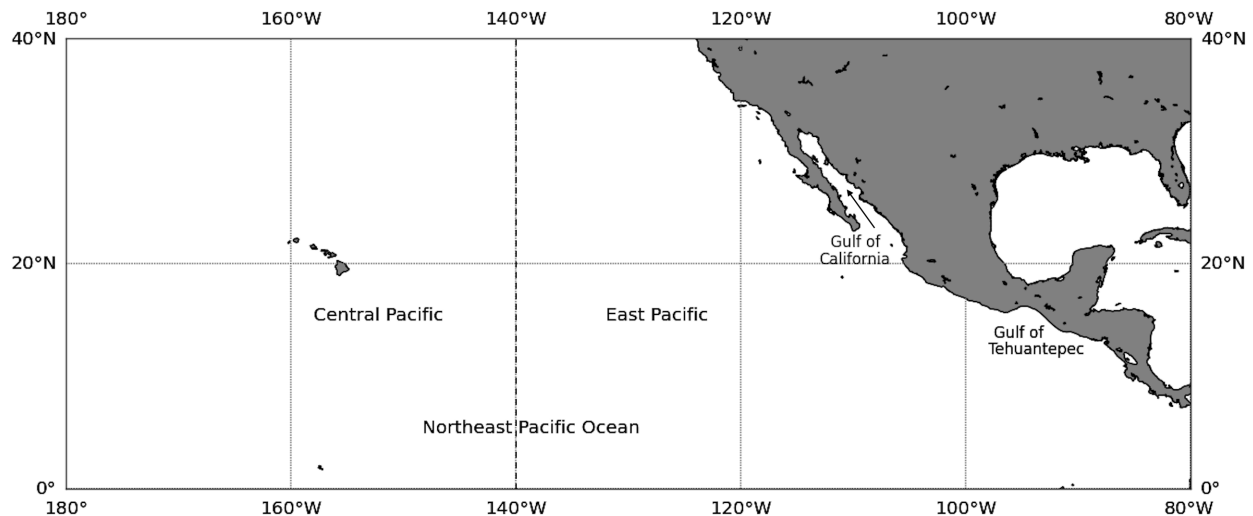 180° 160°W 140°W 120°W 100°W 80°W
40°N 40°N
Gulf of
California
20°N 20°N
Central Pacific East Pacific
Gulf of
Tehuantepec
Northeast Pacific Ocean
0° 0°
180° 160°W 140°W 120°W 100°W 80°W